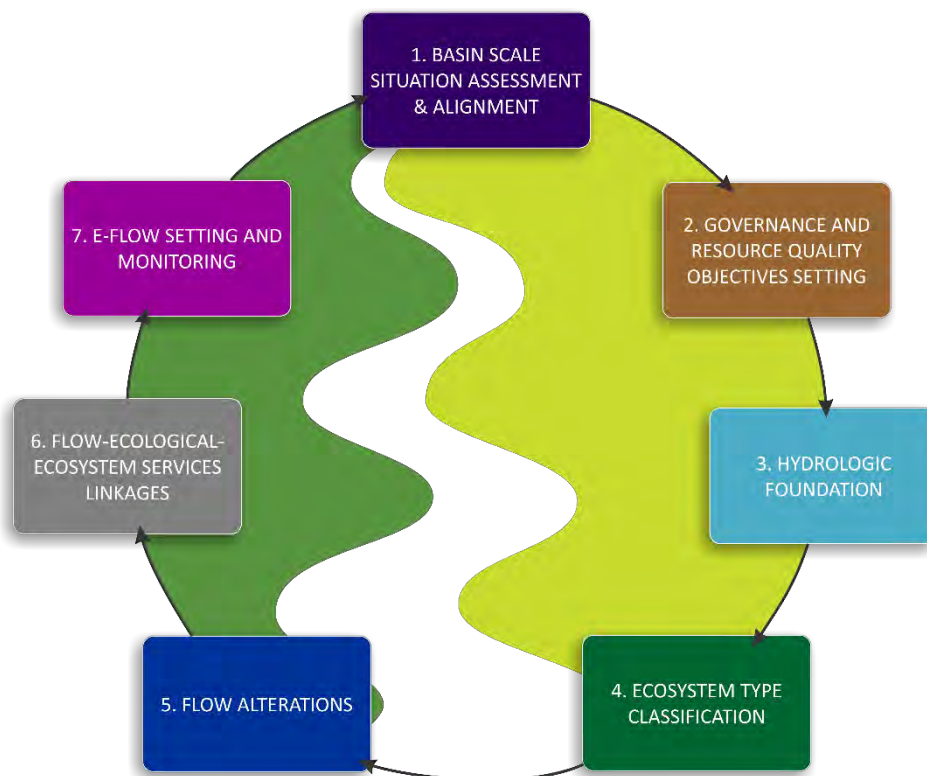 1. BASIN SCALE
SITUATION ASSESSMENT
& ALIGNMENT
2. GOVERNANCE AND
RESOURCE QUALITY
OBJECTIVES SETTING
3. HYDROLOGIC
FOUNDATION
4. ECOSYSTEM TYPE
CLASSIFICATION
5. FLOW ALTERATIONS
6. FLOW-ECOLOGICAL-
ECOSYSTEM SERVICES
LINKAGES
7. E-FLOW SETTING AND
MONITORING